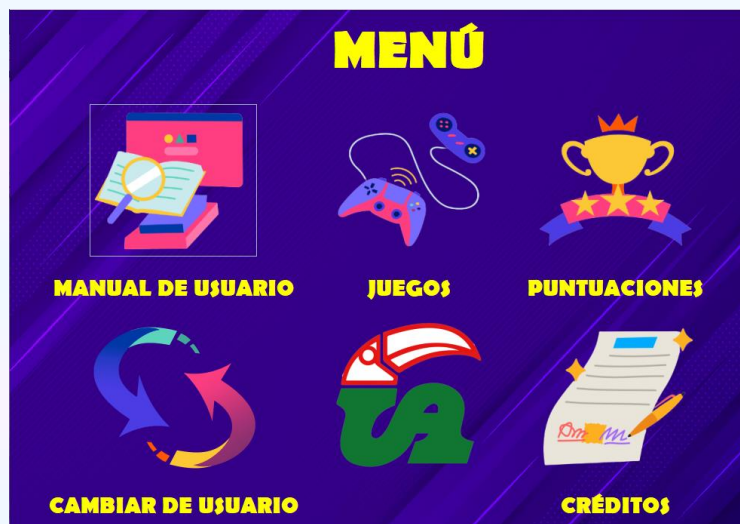 MENÚ
MANUAL DE USUARIO
JUEGOS
PUNTUACIONES
CAMBIAR DE USUARIO
CRÉDITOS